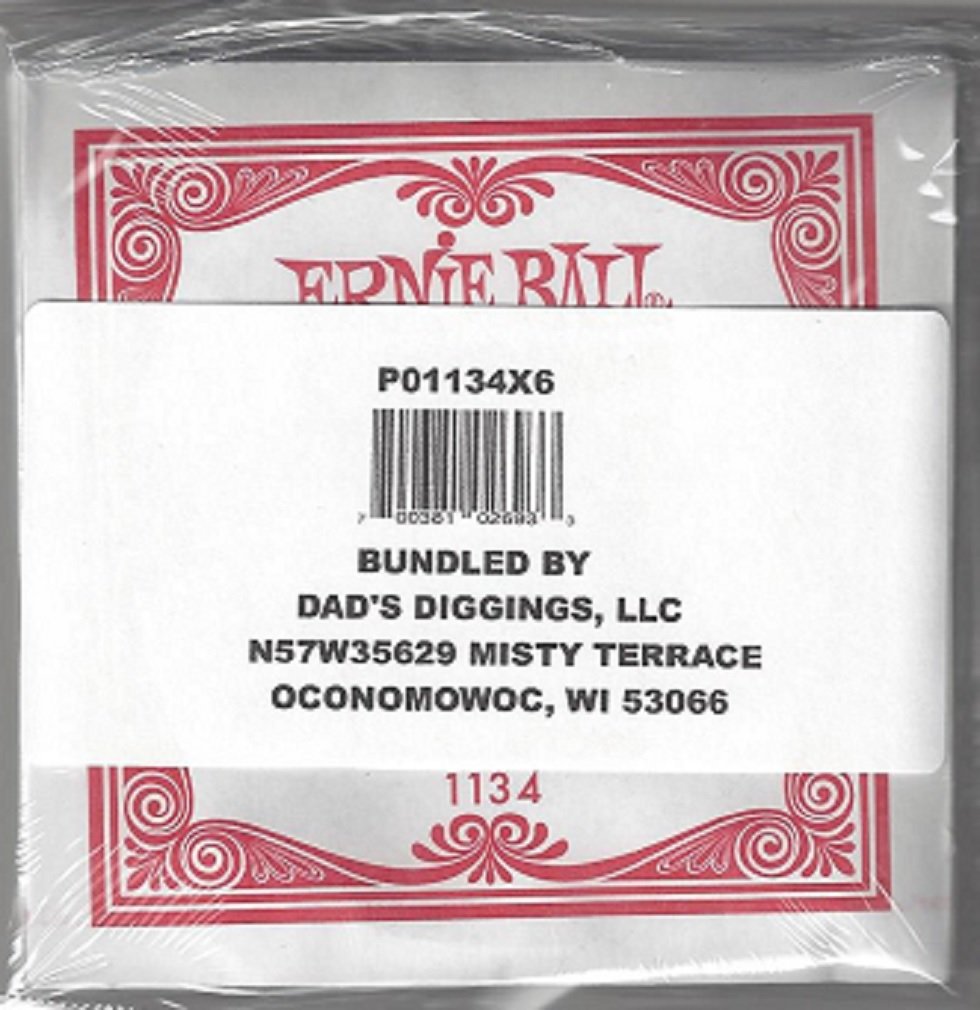 ERNIE BALL®
P01134X6
BUNDLED BY
DAD'S DIGGINGS, LLC
N57W35629 MISTY TERRACE
OCONOMOWOC, WI 53066
1134